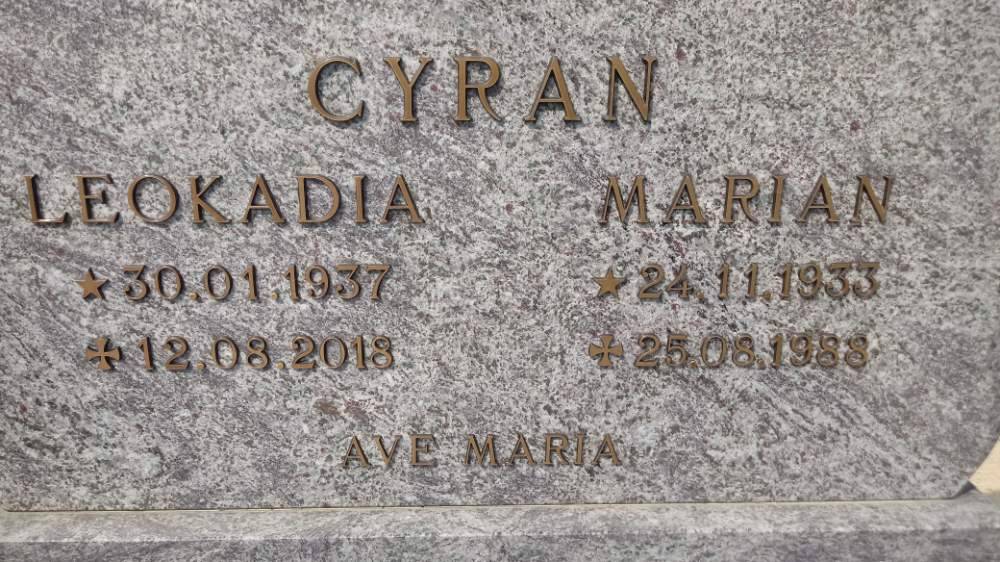 CYRAN
LEOKADIA
★30.01.1937
✠12.08.2018
MARIAN
★24.11.1933
✠25.08.1988
AVE MARIA